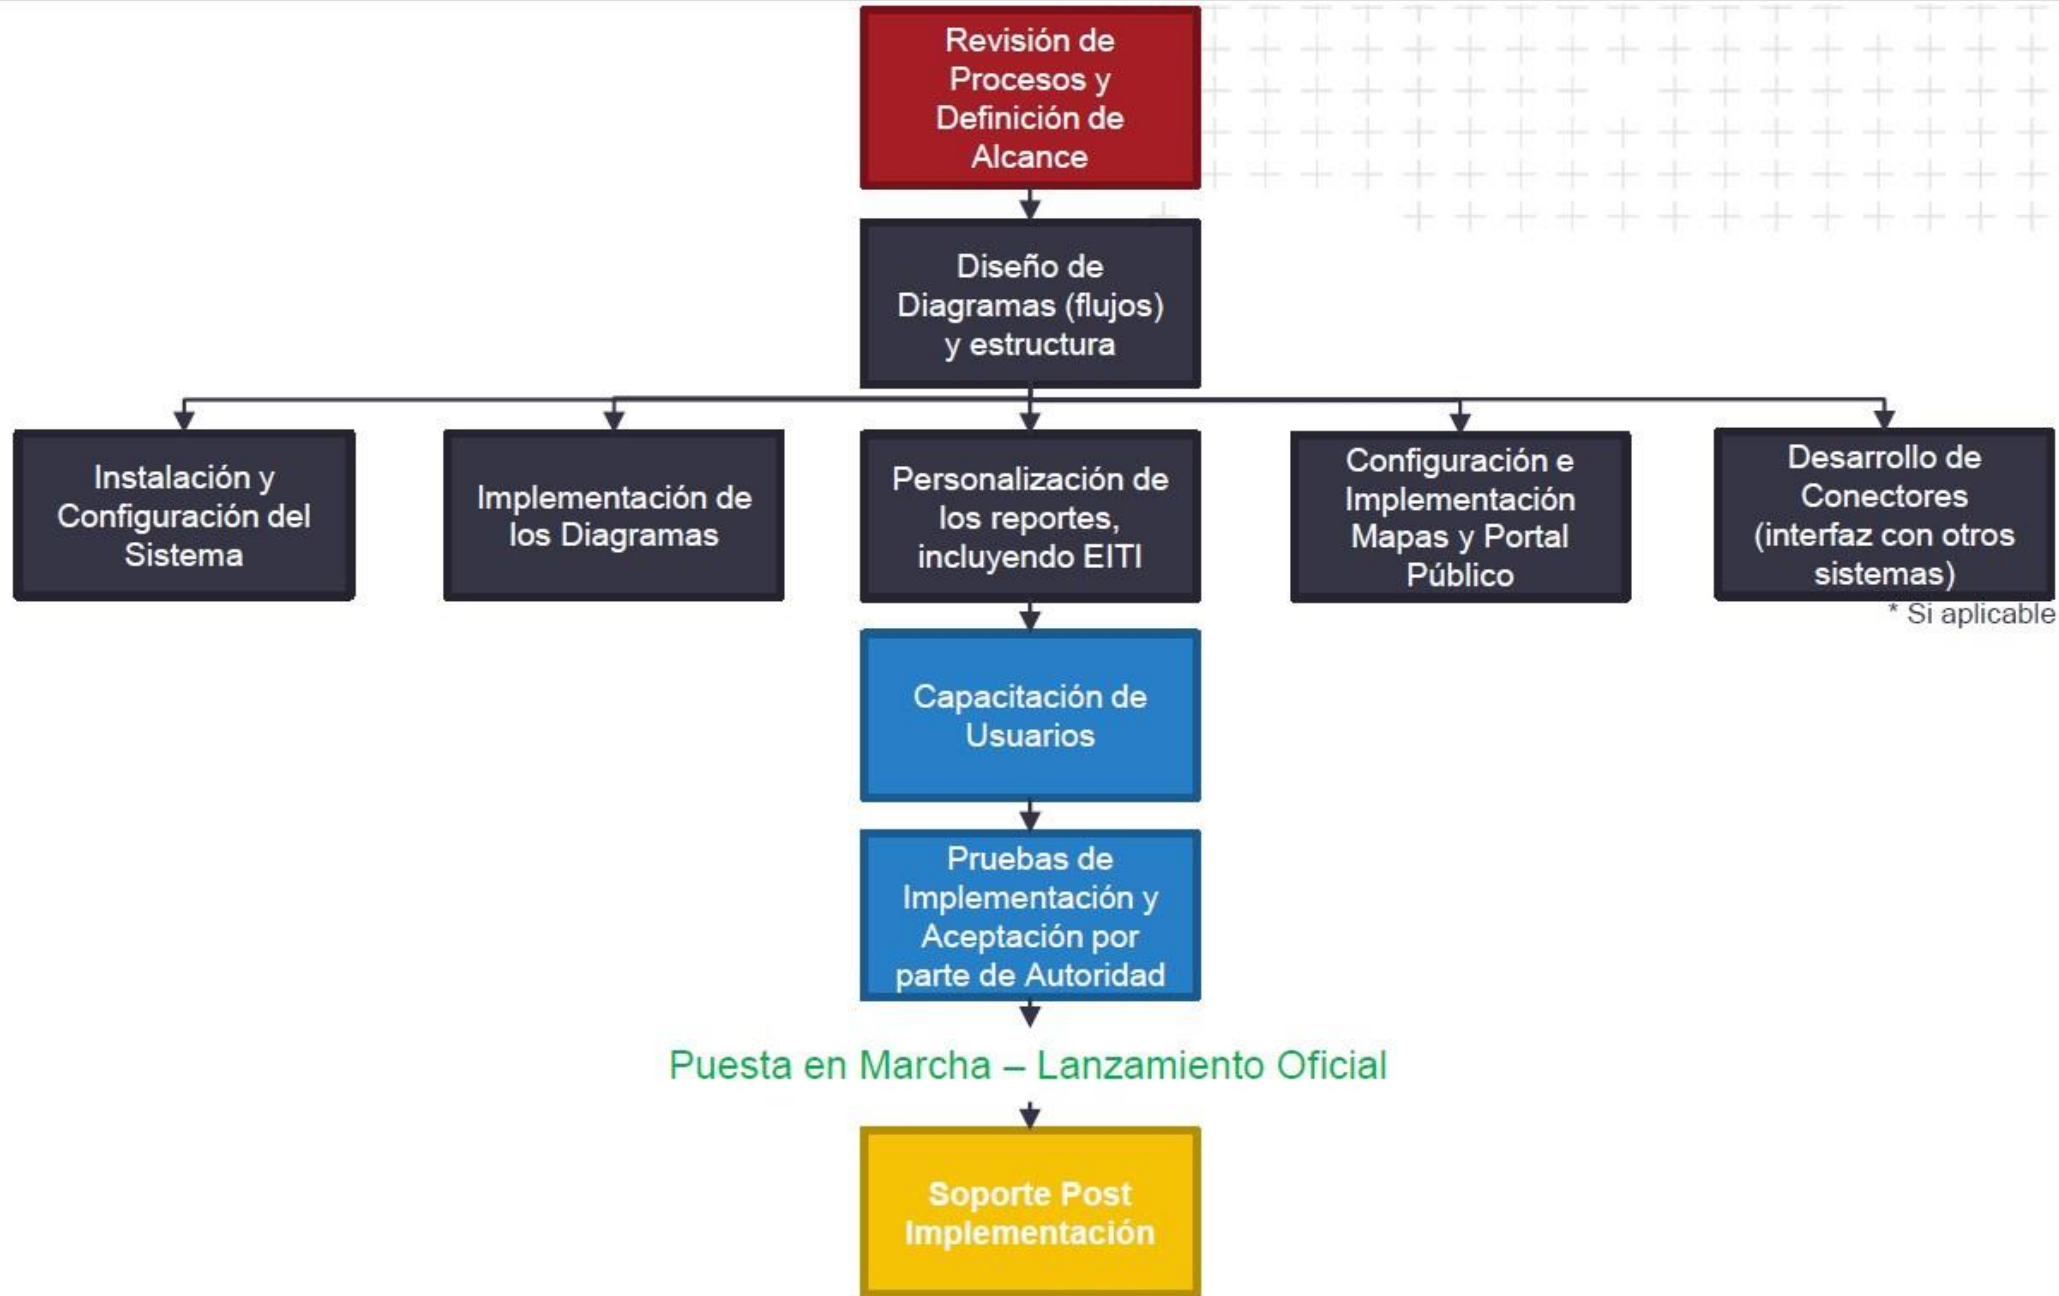 Revisión de
Procesos y
Definición de
Alcance
Diseño de
Diagramas (flujos)
y estructura
Instalación y
Configuración del
Sistema
Implementación de
los Diagramas
Personalización de
los reportes,
incluyendo EITI
Configuración e
Implementación
Mapas y Portal
Público
Desarrollo de
Conectores
(interfaz con otros
sistemas)
* Si aplicable
Capacitación de
Usuarios
Pruebas de
Implementación y
Aceptación por
parte de Autoridad
Puesta en Marcha – Lanzamiento Oficial
Soporte Post
Implementación